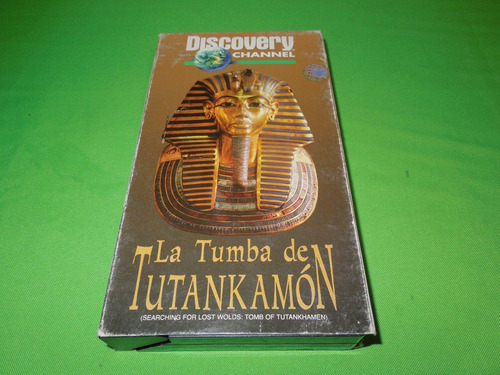 DISCOVERY
CHANNEL
La Tumba de
TUTANKAMÓN
(SEARCHING FOR LOST WOLDS: TOMB OF TUTANKHAMEN)